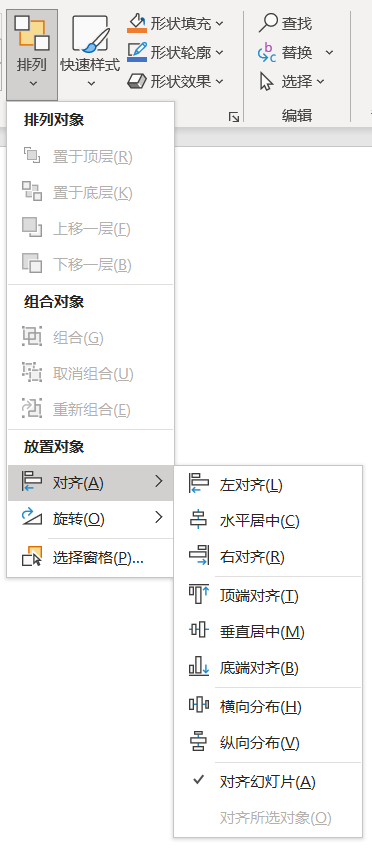 排列
快速样式
形状填充
形状轮廓
形状效果
查找
替换
选择
编辑
排列对象
置于顶层(R)
置于底层(K)
上移一层(F)
下移一层(B)
组合对象
组合(G)
取消组合(U)
重新组合(E)
放置对象
对齐(A)
旋转(O)
选择窗格(P)...
左对齐(L)
水平居中(C)
右对齐(R)
顶端对齐(T)
垂直居中(M)
底端对齐(B)
横向分布(H)
纵向分布(V)
对齐幻灯片(A)
对齐所选对象(O)